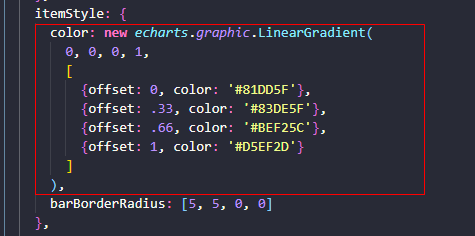 itemStyle: {
color: new echarts.graphic.LinearGradient(
0, 0, 0, 1,
[
{offset: 0, color: '#81DD5F'},
{offset: .33, color: '#83DE5F'},
{offset: .66, color: '#BEF25C'},
{offset: 1, color: '#D5EF2D'}
]
),
barBorderRadius: [5, 5, 0, 0]
},